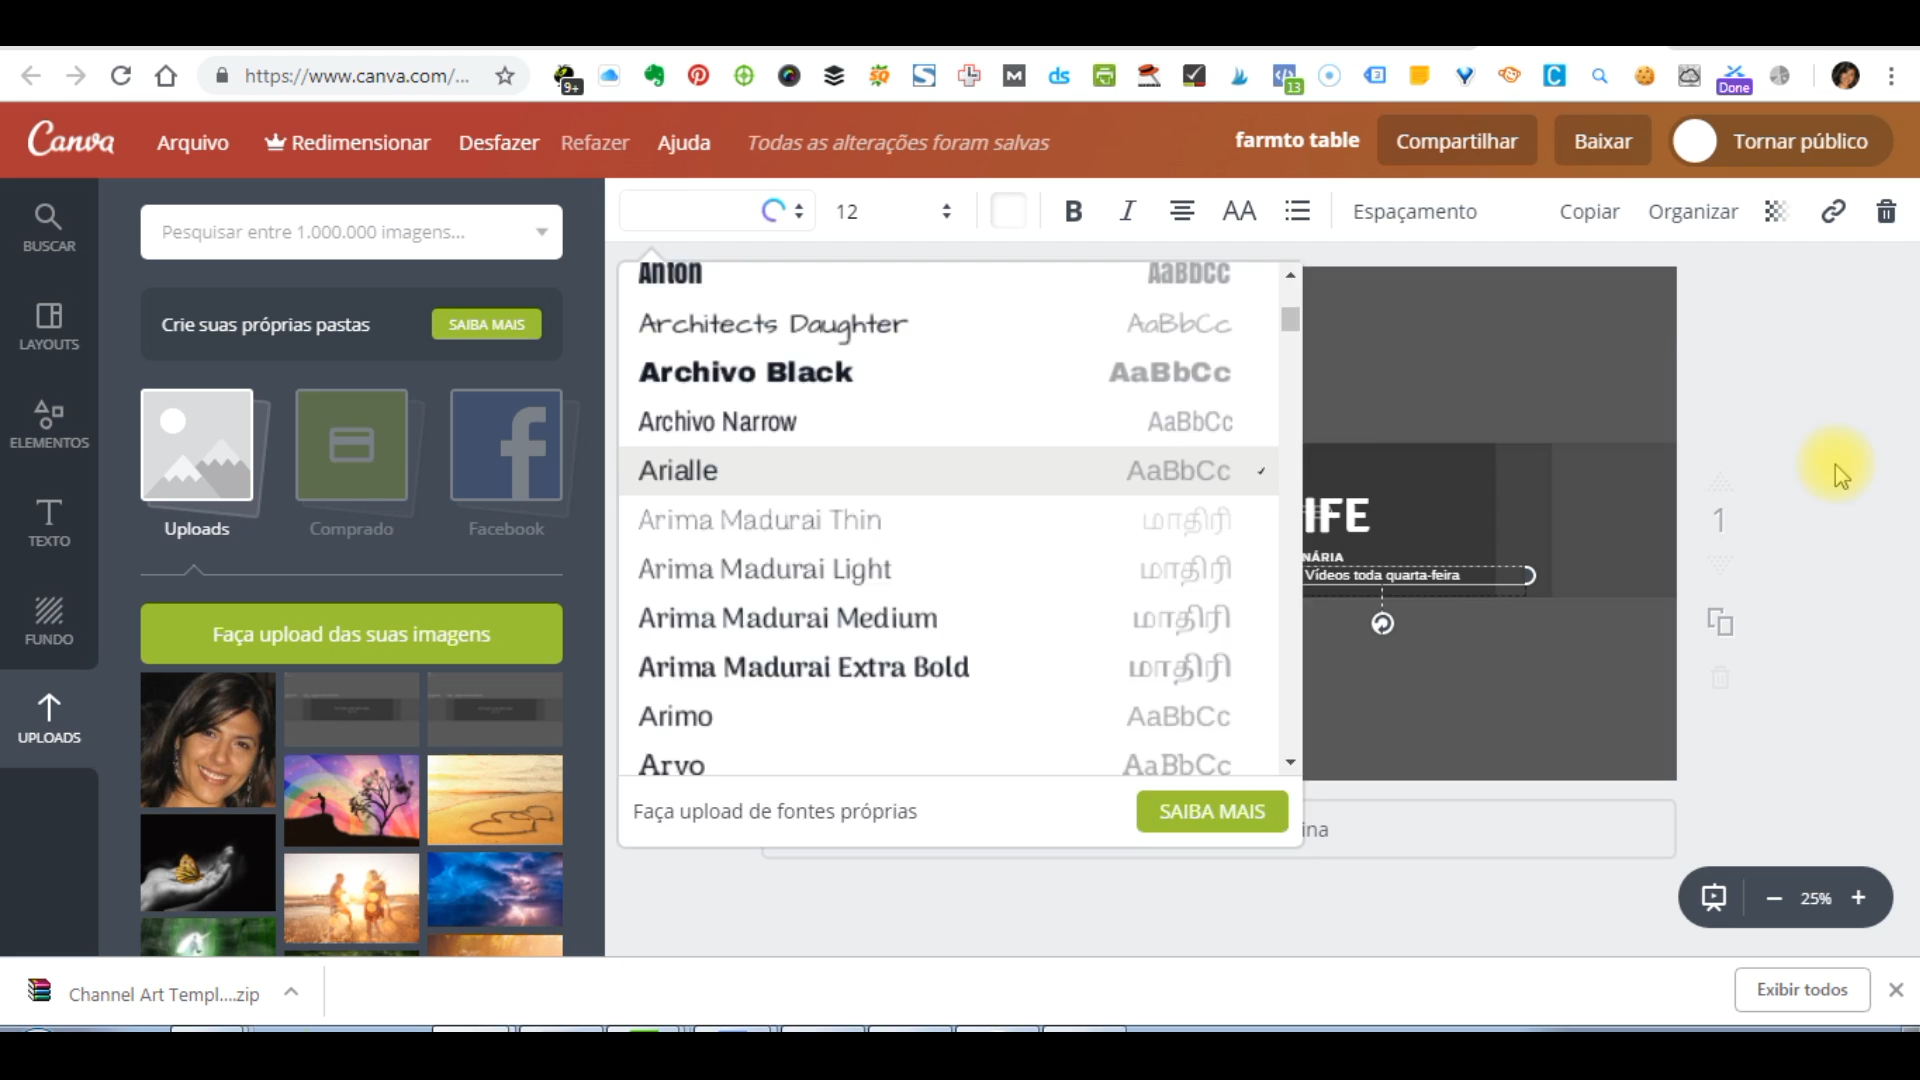 https://www.canva.com/...
9+
13
Done
Canva
Arquivo
Redimensionar
Desfazer
Refazer
Ajuda
Todas as alterações foram salvas
farmto table
Compartilhar
Baixar
Tornar público
BUSCAR
LAYOUTS
ELEMENTOS
TEXTO
FUNDO
UPLOADS
Pesquisar entre 1.000.000 imagens...
Crie suas próprias pastas
SAIBA MAIS
Uploads
Comprado
Facebook
Faça upload das suas imagens
12
B
I
AA
Espaçamento
Copiar
Organizar
Anton AaBbCc
Architects Daughter AaBbCc
Archivo Black AaBbCc
Archivo Narrow AaBbCc
Arialle AaBbCc
Arima Madurai Thin மாதிரி
Arima Madurai Light மாதிரி
Arima Madurai Medium மாதிரி
Arima Madurai Extra Bold மாதிரி
Arimo AaBbCc
Arvo AaBbCc
Faça upload de fontes próprias
SAIBA MAIS
IFE
NÁRIA
Vídeos toda quarta-feira
1
ina
25%
Channel Art Templ....zip
Exibir todos